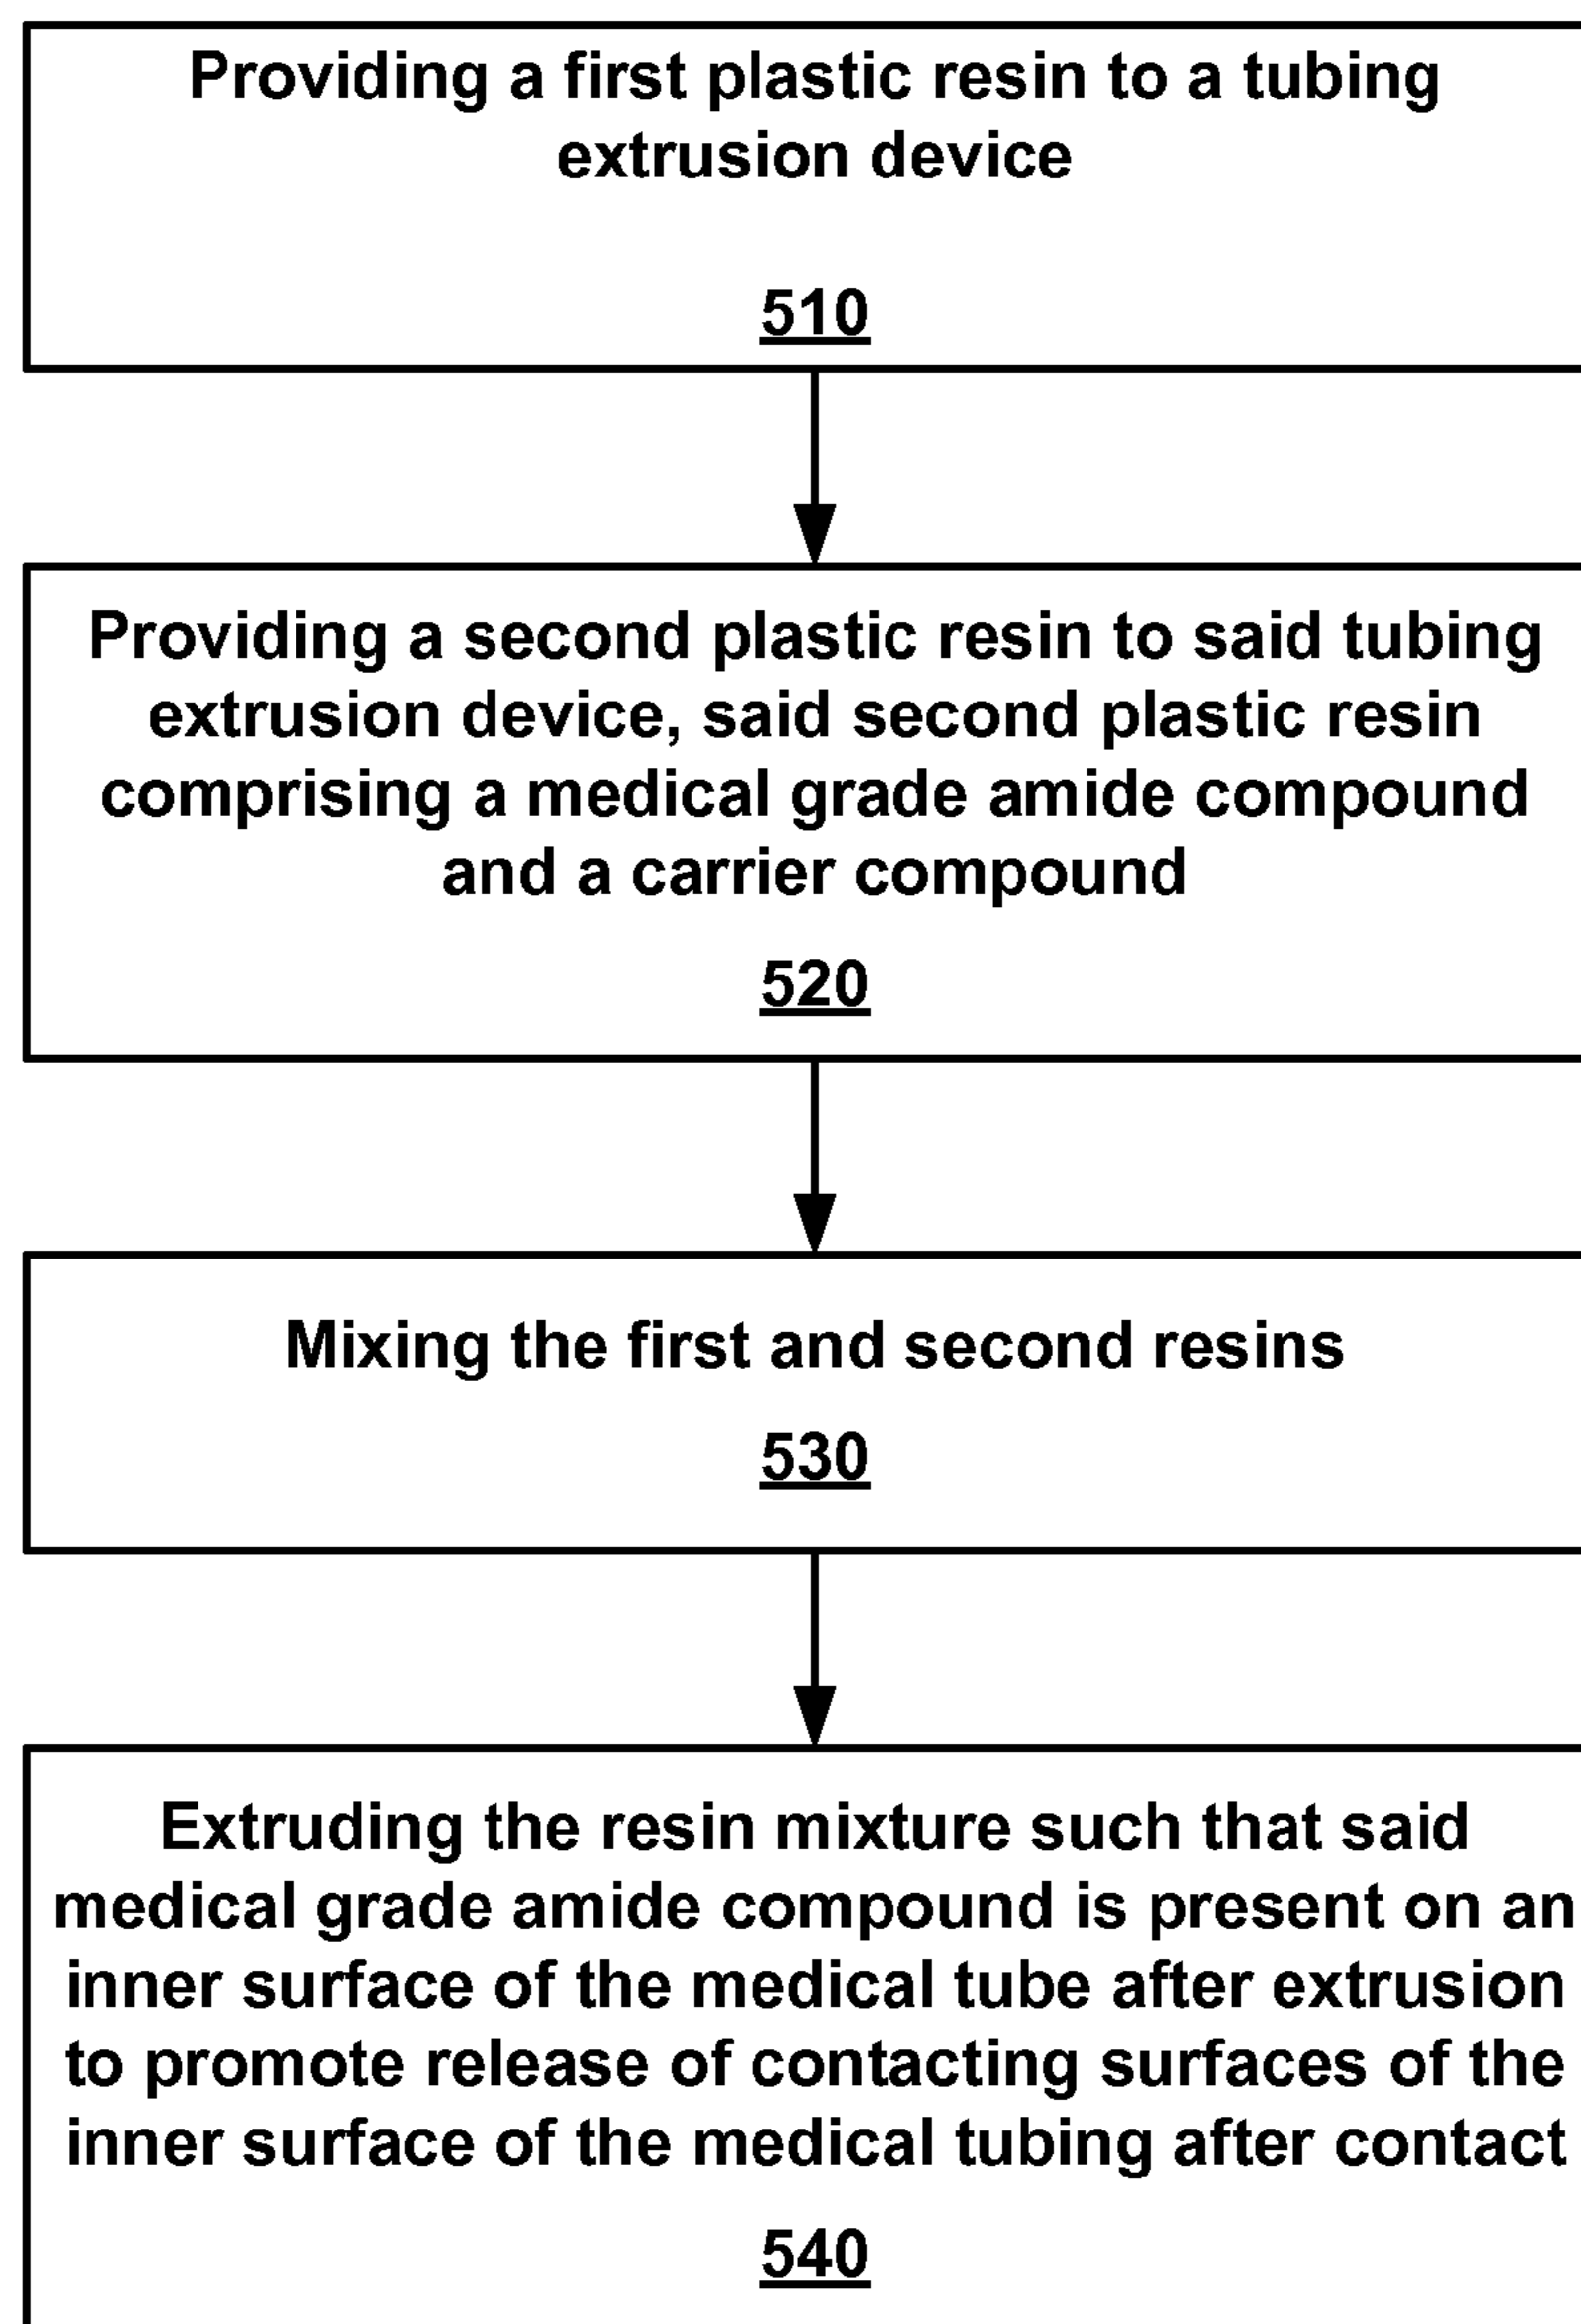 Providing a first plastic resin to a tubing
extrusion device
510
Providing a second plastic resin to said tubing
extrusion device, said second plastic resin
comprising a medical grade amide compound
and a carrier compound
520
Mixing the first and second resins
530
Extruding the resin mixture such that said
medical grade amide compound is present on an
inner surface of the medical tube after extrusion
to promote release of contacting surfaces of the
inner surface of the medical tubing after contact
540